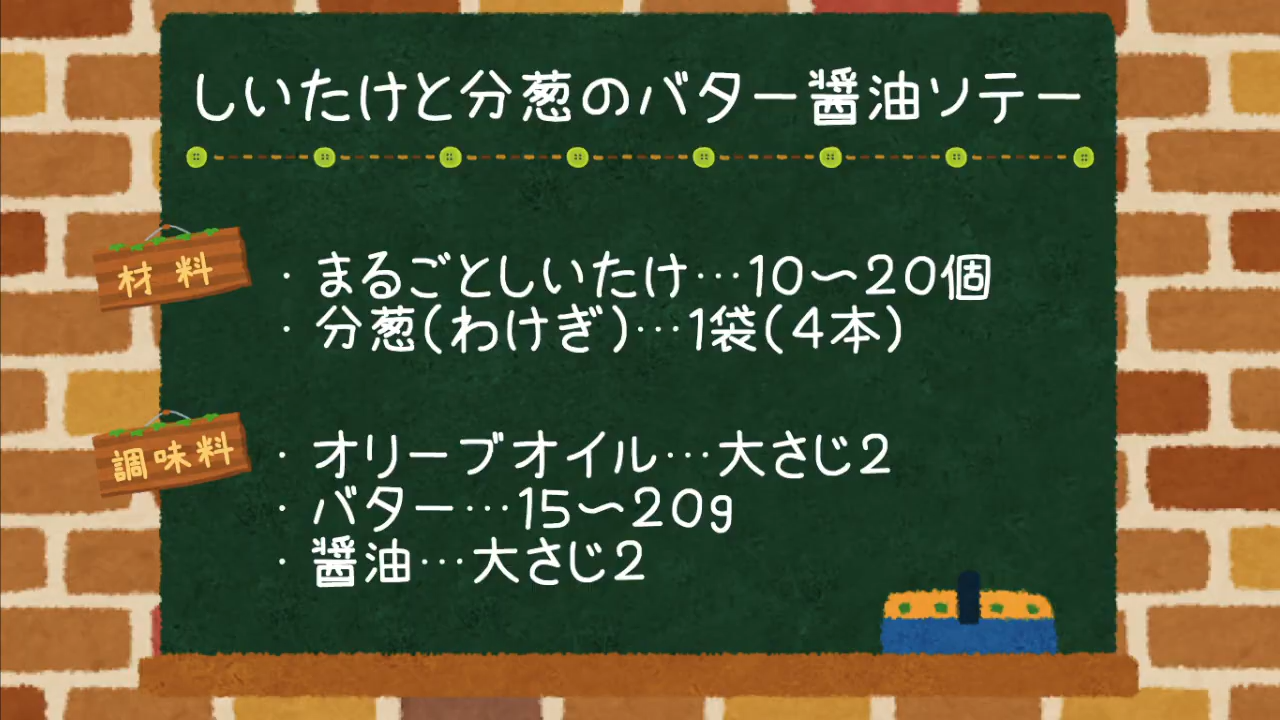 しいたけと分葱のバター醤油ソテー
材料
・まるごとしいたけ…10〜20個
・分葱(わけぎ)…1袋(4本)
調味料
・オリーブオイル…大さじ2
・バター…15〜20g
・醤油…大さじ2